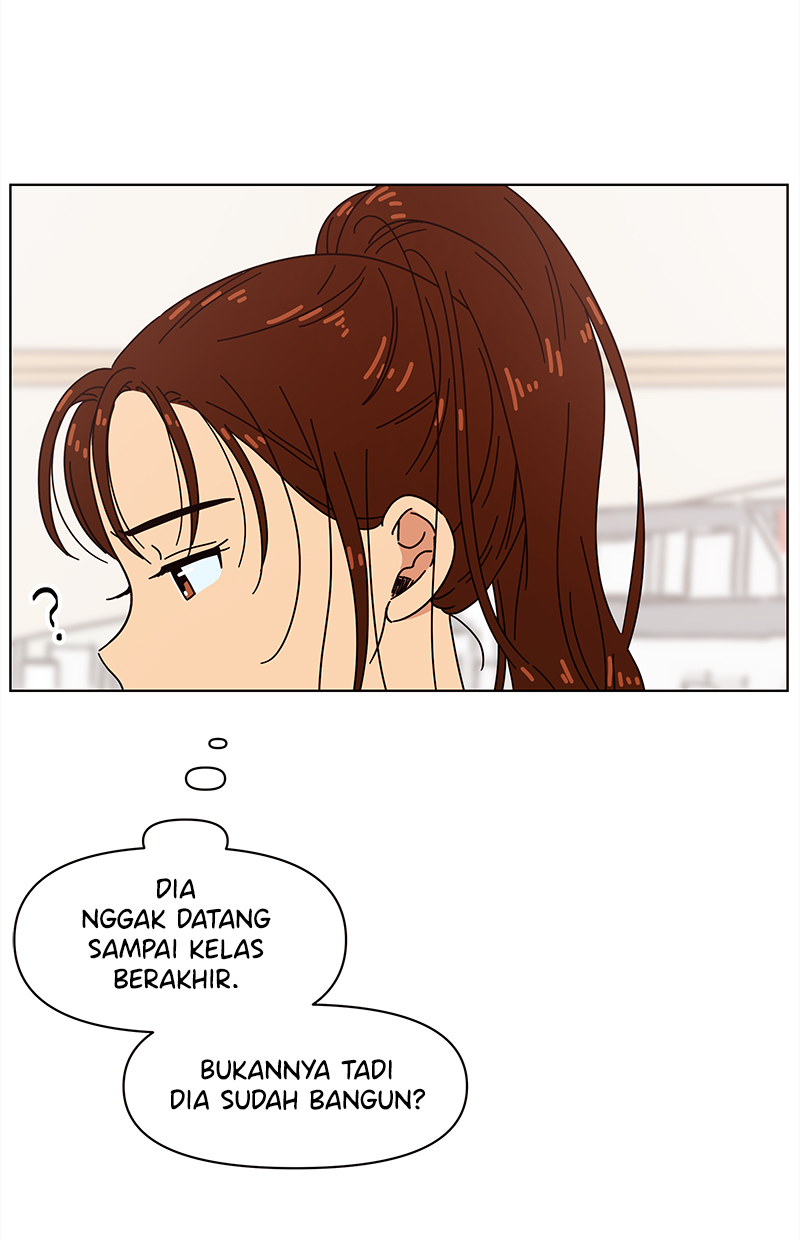 ?
DIA
NGGAK DATANG
SAMPAI KELAS
BERAKHIR.
BUKANNYA TADI
DIA SUDAH BANGUN?